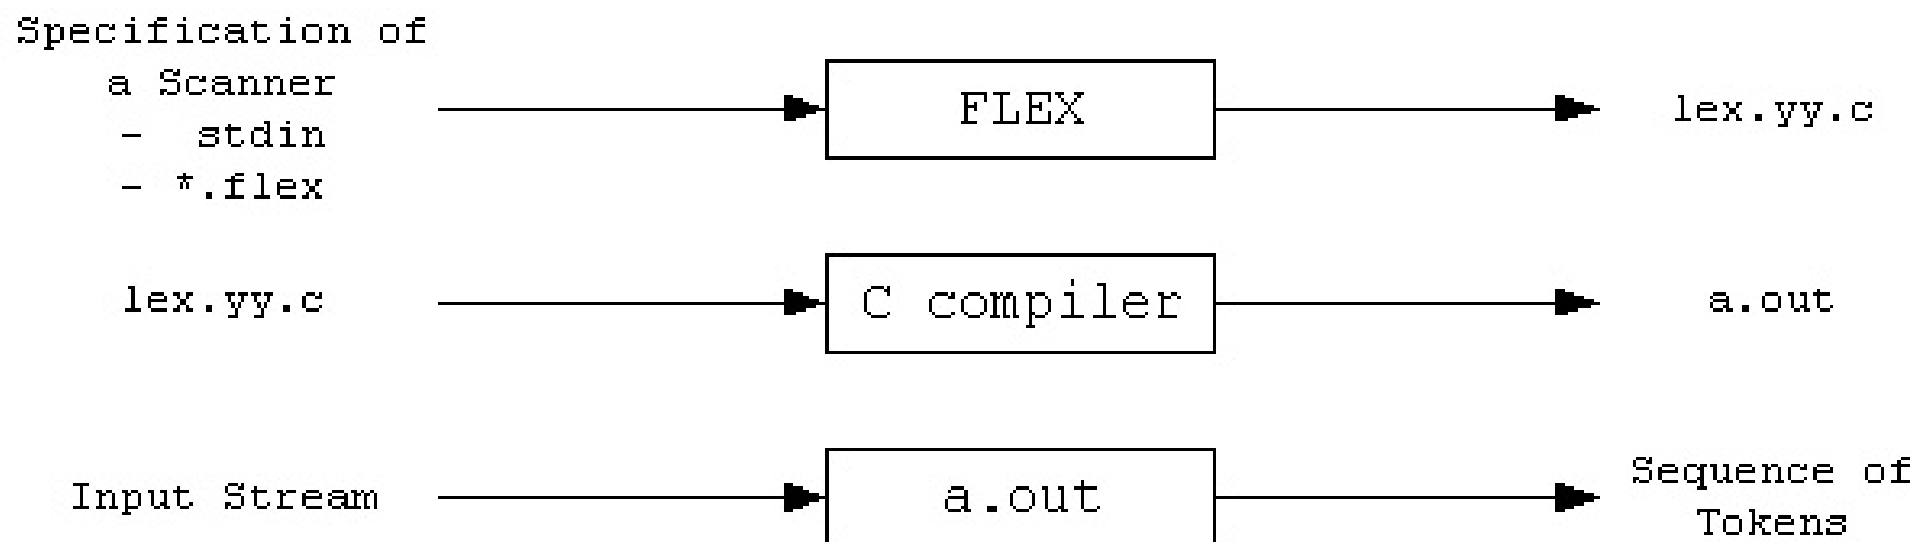 Specification of
a Scanner
- stdin
- *.flex
FLEX
lex.yy.c
lex.yy.c
C compiler
a.out
Input Stream
a.out
Sequence of
Tokens